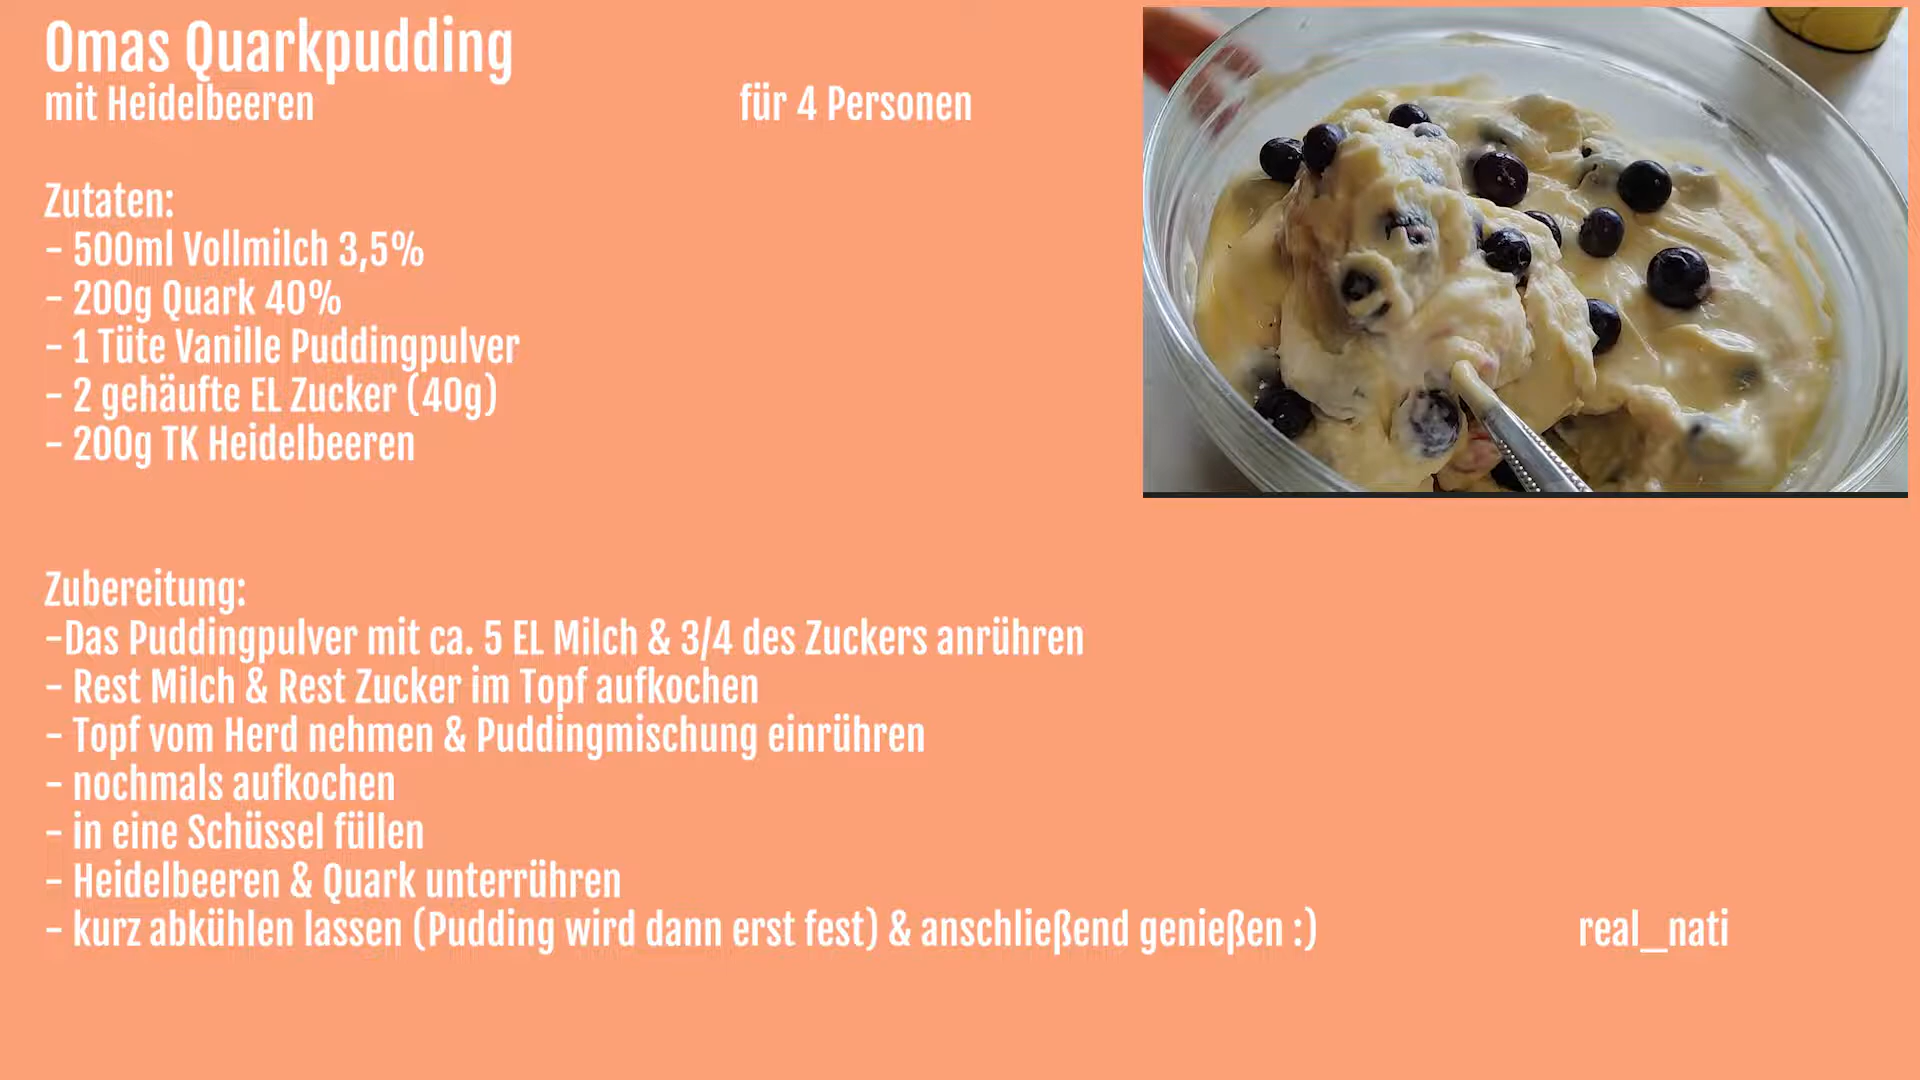 Omas Quarkpudding
mit Heidelbeeren
für 4 Personen
Zutaten:
- 500ml Vollmilch 3,5%
- 200g Quark 40%
- 1 Tüte Vanille Puddingpulver
- 2 gehäufte EL Zucker (40g)
- 200g TK Heidelbeeren
Zubereitung:
-Das Puddingpulver mit ca. 5 EL Milch & 3/4 des Zuckers anrühren
- Rest Milch & Rest Zucker im Topf aufkochen
- Topf vom Herd nehmen & Puddingmischung einrühren
- nochmals aufkochen
- in eine Schüssel füllen
- Heidelbeeren & Quark unterrühren
- kurz abkühlen lassen (Pudding wird dann erst fest) & anschließend genießen :)
real_nati